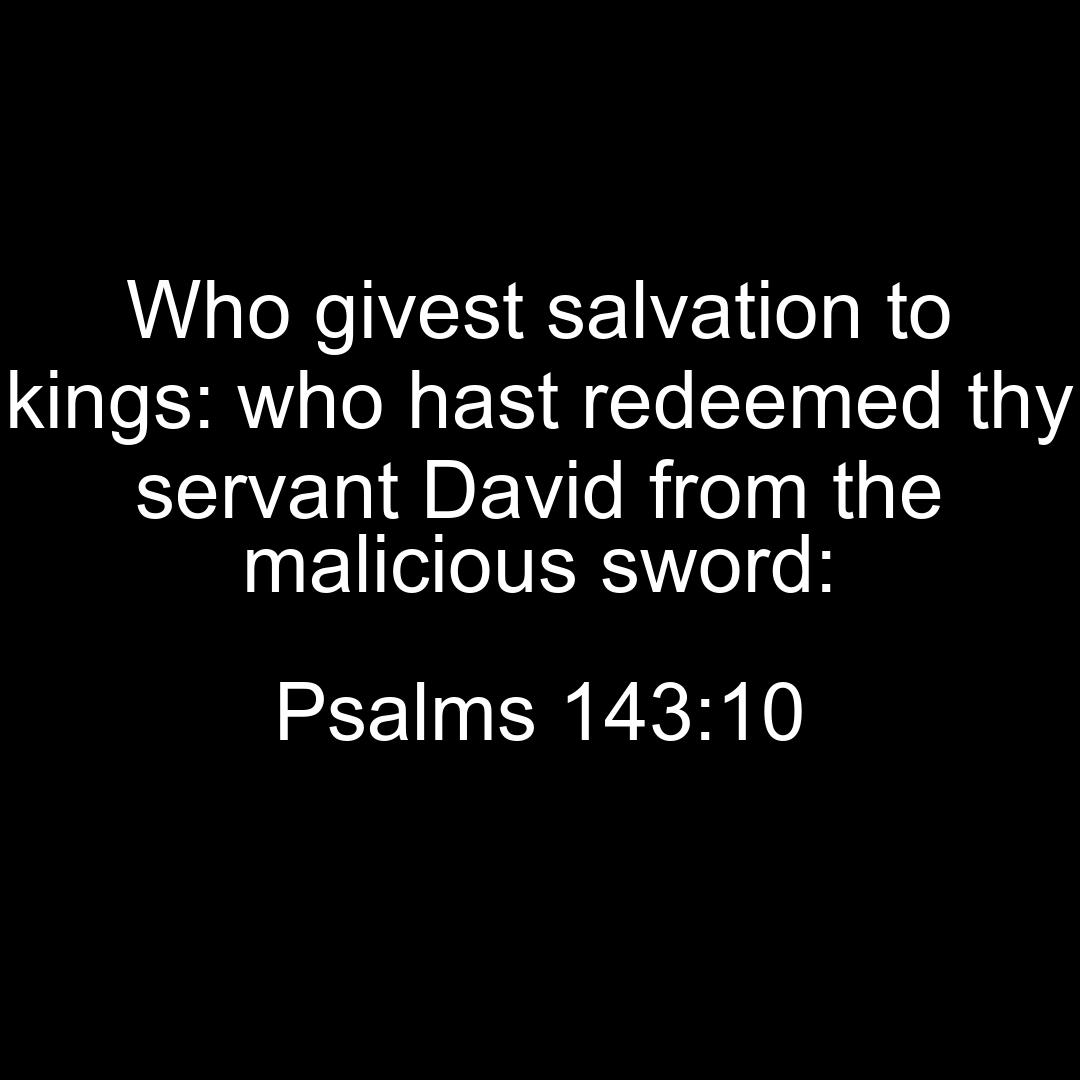 Who givest salvation to
kings: who hast redeemed thy
servant David from the
malicious sword:
Psalms 143:10